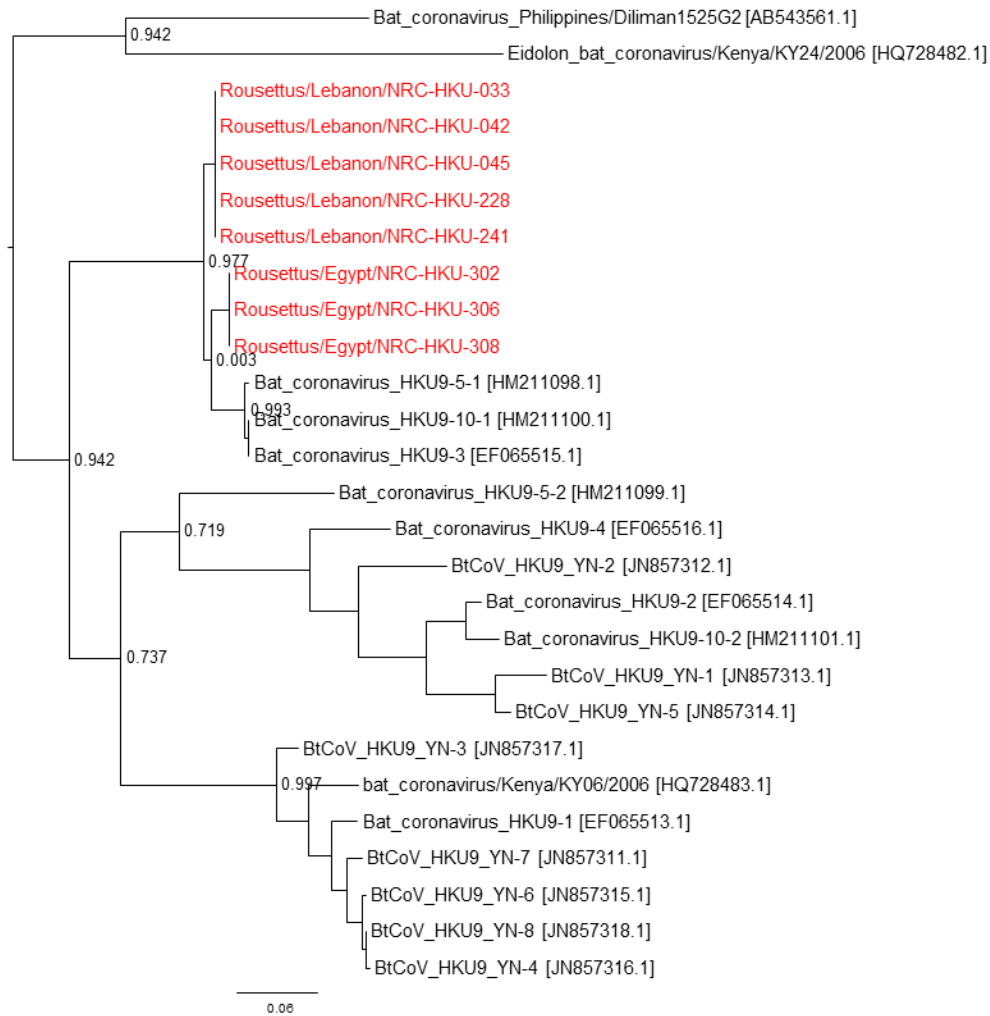 Bat_coronavirus_Philippines/Diliman1525G2 [AB543561.1]
0.942
Eidolon_bat_coronavirus/Kenya/KY24/2006 [HQ728482.1]
Rousettus/Lebanon/NRC-HKU-033
Rousettus/Lebanon/NRC-HKU-042
Rousettus/Lebanon/NRC-HKU-045
Rousettus/Lebanon/NRC-HKU-228
Rousettus/Lebanon/NRC-HKU-241
0.977
Rousettus/Egypt/NRC-HKU-302
Rousettus/Egypt/NRC-HKU-306
Rousettus/Egypt/NRC-HKU-308
0.003
Bat_coronavirus_HKU9-5-1 [HM211098.1]
0.993
Bat_coronavirus_HKU9-10-1 [HM211100.1]
Bat_coronavirus_HKU9-3 [EF065515.1]
0.942
Bat_coronavirus_HKU9-5-2 [HM211099.1]
0.719
Bat_coronavirus_HKU9-4 [EF065516.1]
BtCoV_HKU9_YN-2 [JN857312.1]
Bat_coronavirus_HKU9-2 [EF065514.1]
Bat_coronavirus_HKU9-10-2 [HM211101.1]
0.737
BtCoV_HKU9_YN-1 [JN857313.1]
BtCoV_HKU9_YN-5 [JN857314.1]
BtCoV_HKU9_YN-3 [JN857317.1]
0.997
bat_coronavirus/Kenya/KY06/2006 [HQ728483.1]
Bat_coronavirus_HKU9-1 [EF065513.1]
BtCoV_HKU9_YN-7 [JN857311.1]
BtCoV_HKU9_YN-6 [JN857315.1]
BtCoV_HKU9_YN-8 [JN857318.1]
BtCoV_HKU9_YN-4 [JN857316.1]
0.06